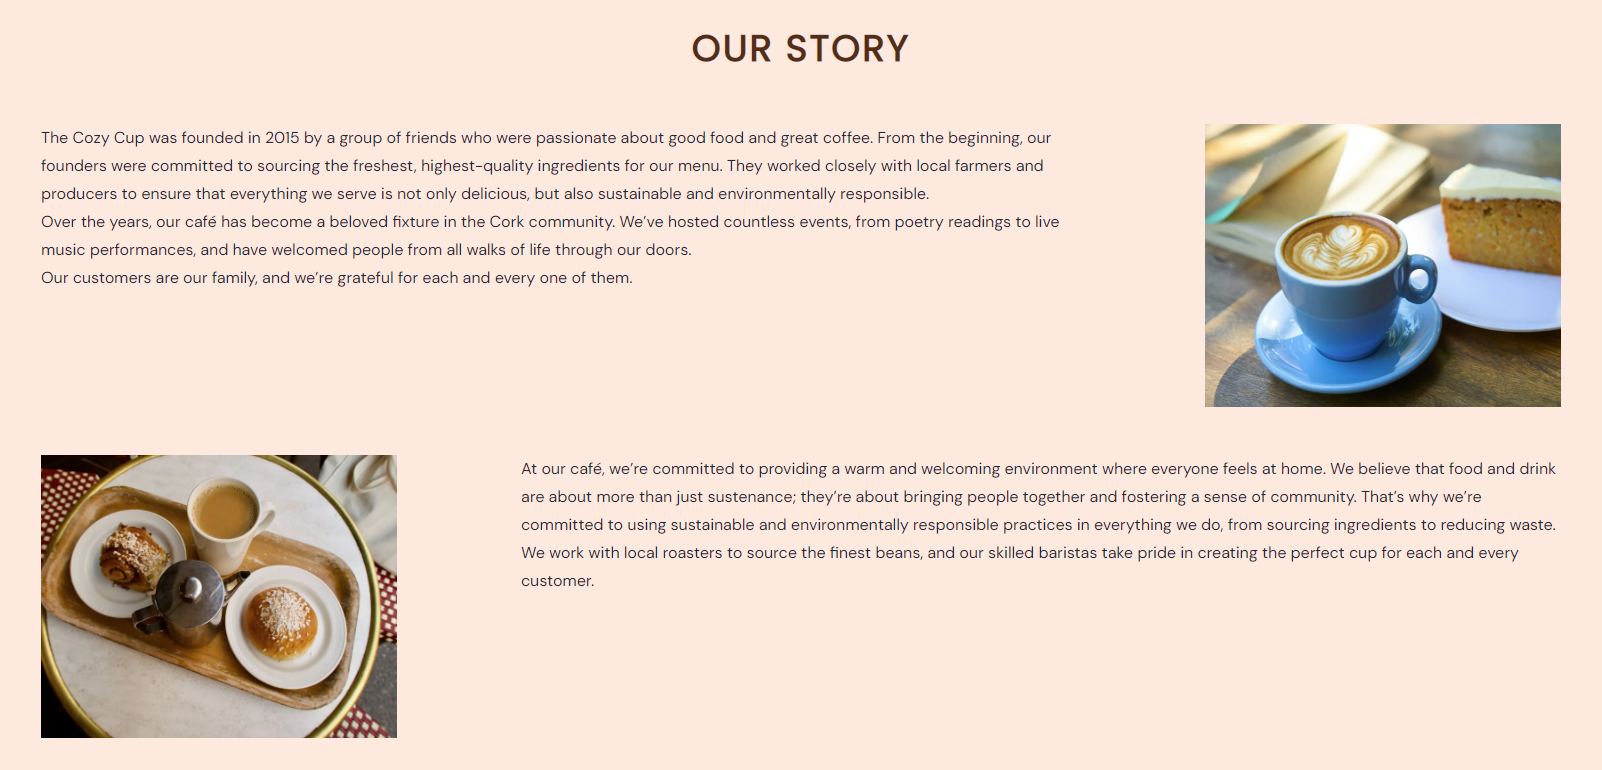 OUR STORY
The Cozy Cup was founded in 2015 by a group of friends who were passionate about good food and great coffee. From the beginning, our
founders were committed to sourcing the freshest, highest-quality ingredients for our menu. They worked closely with local farmers and
producers to ensure that everything we serve is not only delicious, but also sustainable and environmentally responsible.
Over the years, our café has become a beloved fixture in the Cork community. We’ve hosted countless events, from poetry readings to live
music performances, and have welcomed people from all walks of life through our doors.
Our customers are our family, and we’re grateful for each and every one of them.
At our café, we’re committed to providing a warm and welcoming environment where everyone feels at home. We believe that food and drink
are about more than just sustenance; they’re about bringing people together and fostering a sense of community. That’s why we’re
committed to using sustainable and environmentally responsible practices in everything we do, from sourcing ingredients to reducing waste.
We work with local roasters to source the finest beans, and our skilled baristas take pride in creating the perfect cup for each and every
customer.